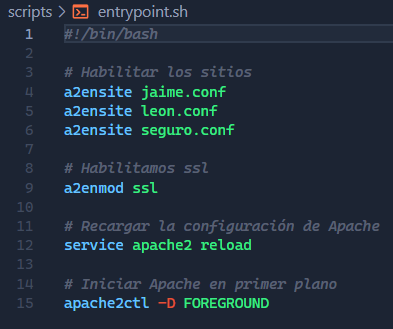 scripts > entrypoint.sh
1 #!/bin/bash
2
3 # Habilitar los sitios
4 a2ensite jaime.conf
5 a2ensite leon.conf
6 a2ensite seguro.conf
7
8 # Habilitamos ssl
9 a2enmod ssl
10
11 # Recargar la configuración de Apache
12 service apache2 reload
13
14 # Iniciar Apache en primer plano
15 apache2ctl -D FOREGROUND